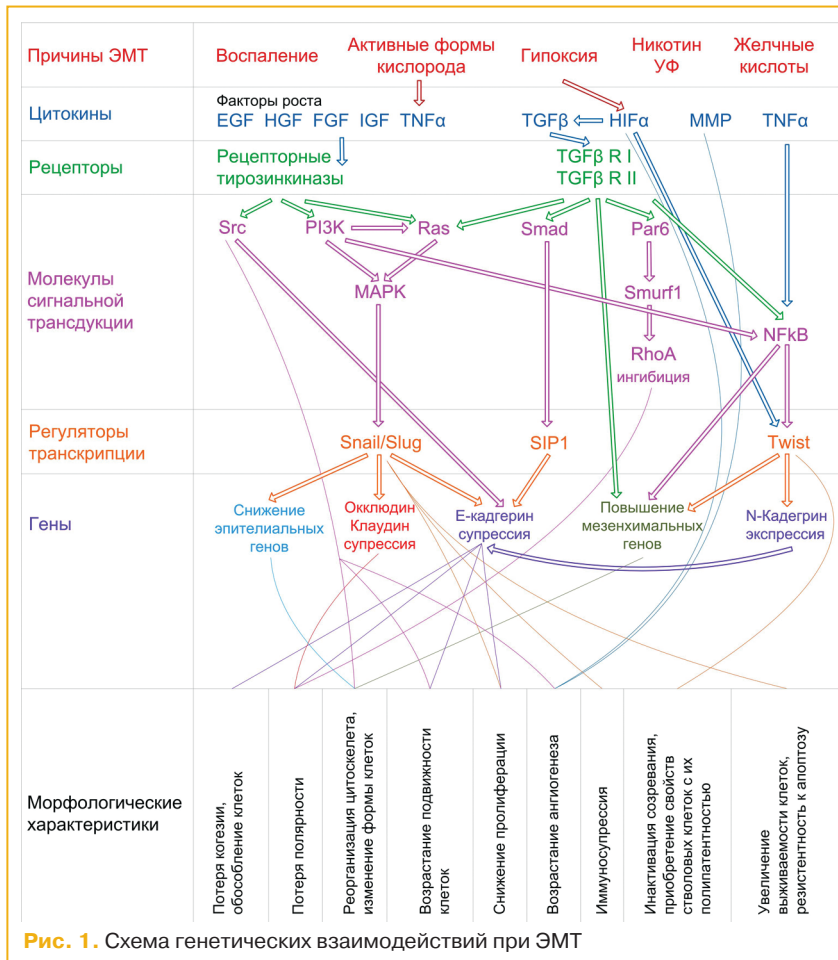 Причины ЭМТ
Воспаление
Активные формы
кислорода
Гипоксия
Никотин
УФ
Желчные
кислоты
Цитокины
Факторы роста
EGF HGF FGF IGF TNFα
TGFβ
HIFα
MMP
TNFα
Рецепторы
Рецепторные
тирозинкиназы
TGFβ R I
TGFβ R II
Молекулы
сигнальной
трансдукции
Src
PI3K
Ras
Smad
Par6
MAPK
Smurf1
NFkB
RhoA
ингибиция
Регуляторы
транскрипции
Snail/Slug
SIP1
Twist
Гены
Снижение
эпителиальных
генов
Окклюдин
Клаудин
супрессия
Е-кадгерин
супрессия
Повышение
мезенхимальных
генов
N-Кадегрин
экспрессия
Морфологические
характеристики
Потеря когезии,
обособление клеток
Потеря полярности
Реорганизация цитоскелета,
изменение формы клеток
Возрастание подвижности
клеток
Снижение пролиферации
Возрастание ангиогенеза
Иммуносупрессия
Инактивация созревания,
приобретение свойств
стволовых клеток с их
полипатентностью
Увеличение
выживаемости клеток,
резистентность к апоптозу
Рис. 1. Схема генетических взаимодействий при ЭМТ